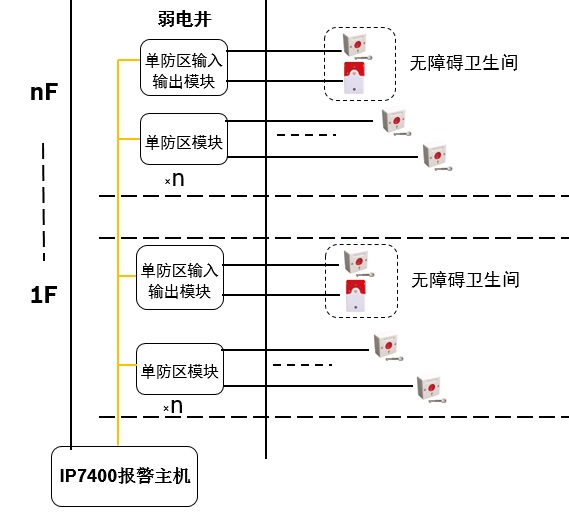 弱电井
nF
单防区输入
输出模块
无障碍卫生间
单防区模块
×n
1F
单防区输入
输出模块
无障碍卫生间
单防区模块
×n
IP7400报警主机